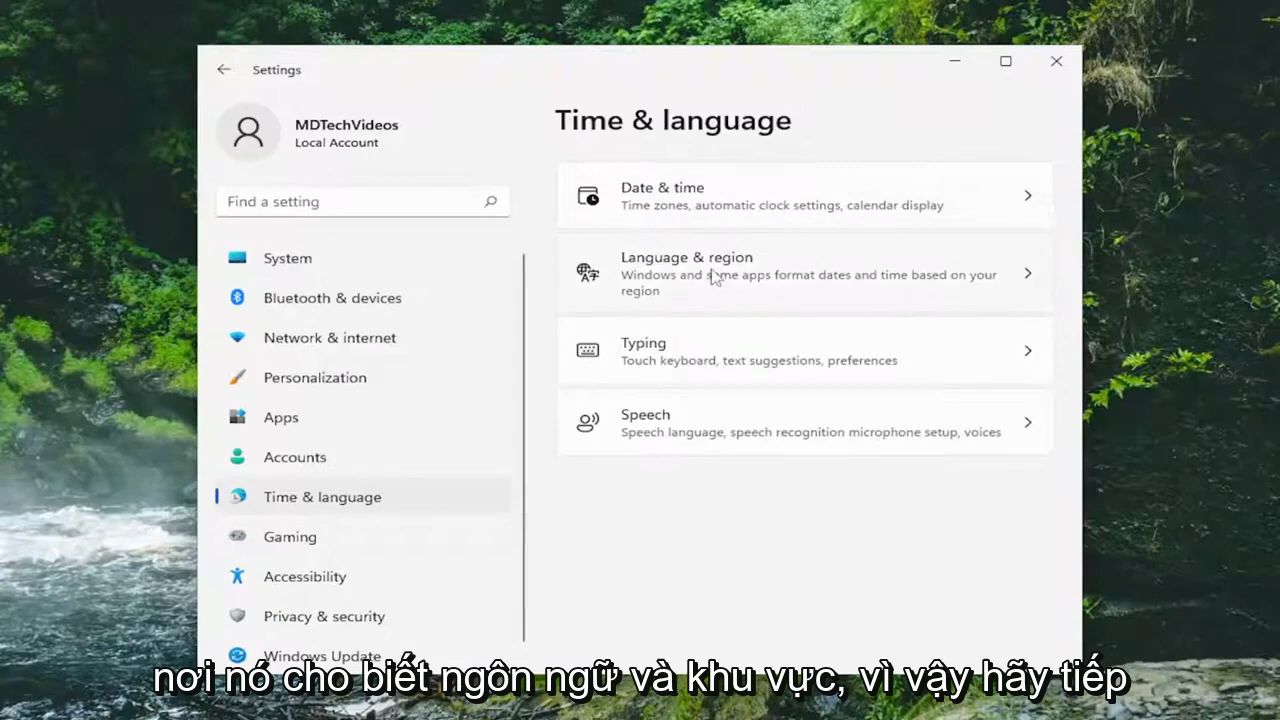 Settings
MDTechVideos
Local Account
Find a setting
System
Bluetooth & devices
Network & internet
Personalization
Apps
Accounts
Time & language
Gaming
Accessibility
Privacy & security
Windows Update
Time & language
Date & time
Time zones, automatic clock settings, calendar display
Language & region
Windows and some apps format dates and time based on your
region
Typing
Touch keyboard, text suggestions, preferences
Speech
Speech language, speech recognition microphone setup, voices
nơi nó cho biết ngôn ngữ và khu vực, vì vậy hãy tiếp